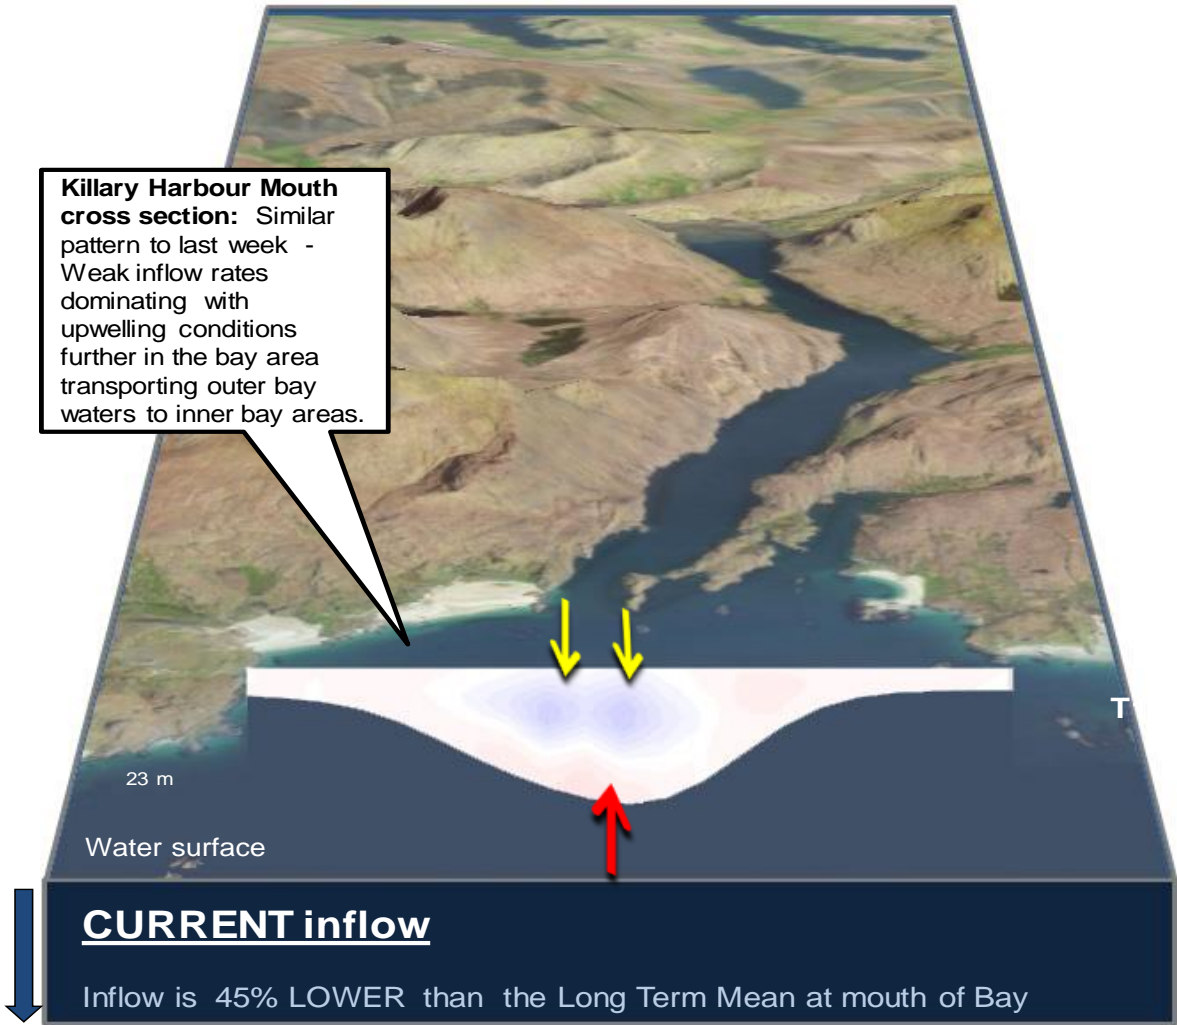 Killary Harbour Mouth
cross section: Similar
pattern to last week -
Weak inflow rates
dominating with
upwelling conditions
further in the bay area
transporting outer bay
waters to inner bay areas.
T
23 m
Water surface
CURRENT inflow
Inflow is 45% LOWER than the Long Term Mean at mouth of Bay